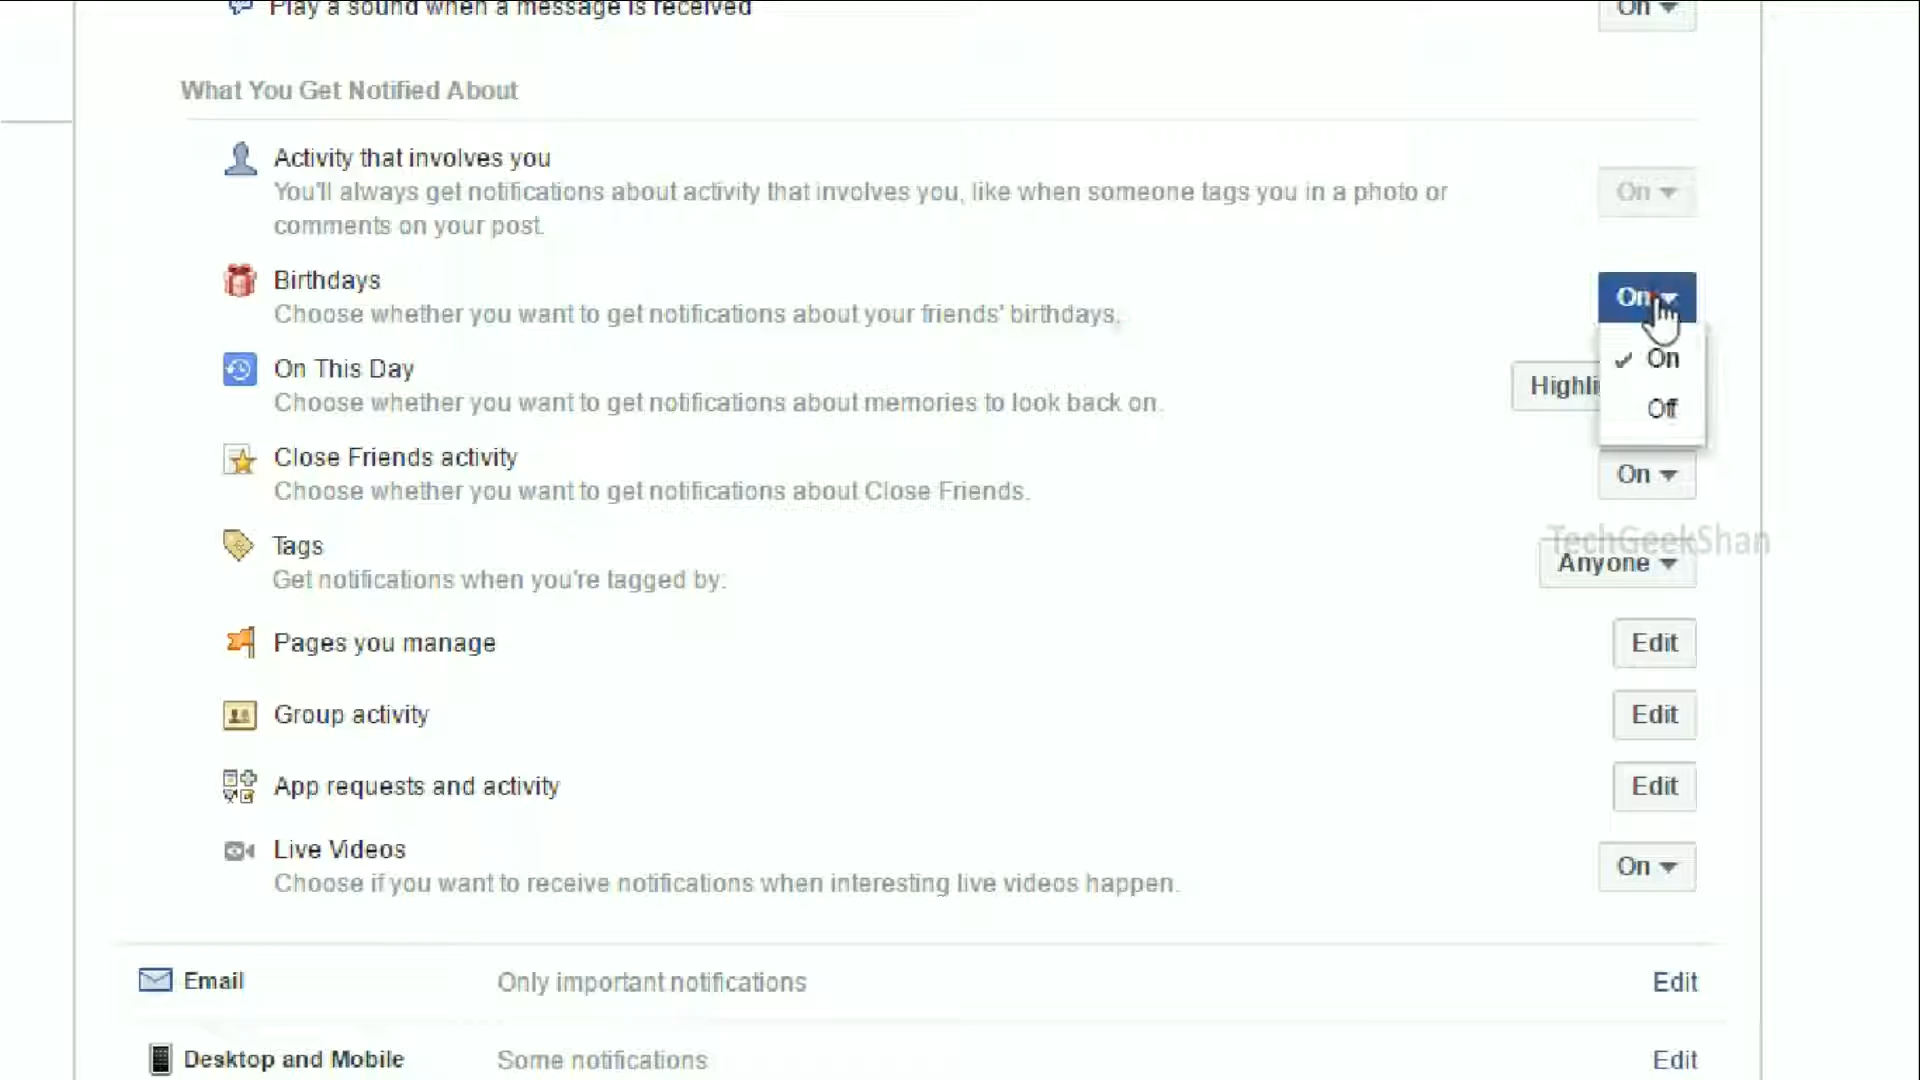 Play a sound when a message is received
On
What You Get Notified About
Activity that involves you
You'll always get notifications about activity that involves you, like when someone tags you in a photo or
comments on your post.
On
Birthdays
Choose whether you want to get notifications about your friends' birthdays.
On
On
Off
On This Day
Choose whether you want to get notifications about memories to look back on.
Highli
Close Friends activity
Choose whether you want to get notifications about Close Friends.
On
Tags
Get notifications when you're tagged by:
TechGeekShan
Anyone
Pages you manage
Edit
Group activity
Edit
App requests and activity
Edit
Live Videos
Choose if you want to receive notifications when interesting live videos happen.
On
Email Only important notifications Edit
Desktop and Mobile Some notifications Edit